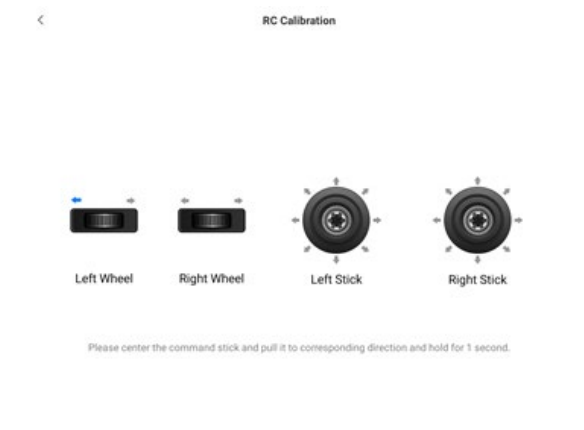 RC Calibration
Left Wheel
Right Wheel
Left Stick
Right Stick
Please center the command stick and pull it to corresponding direction and hold for 1 second.